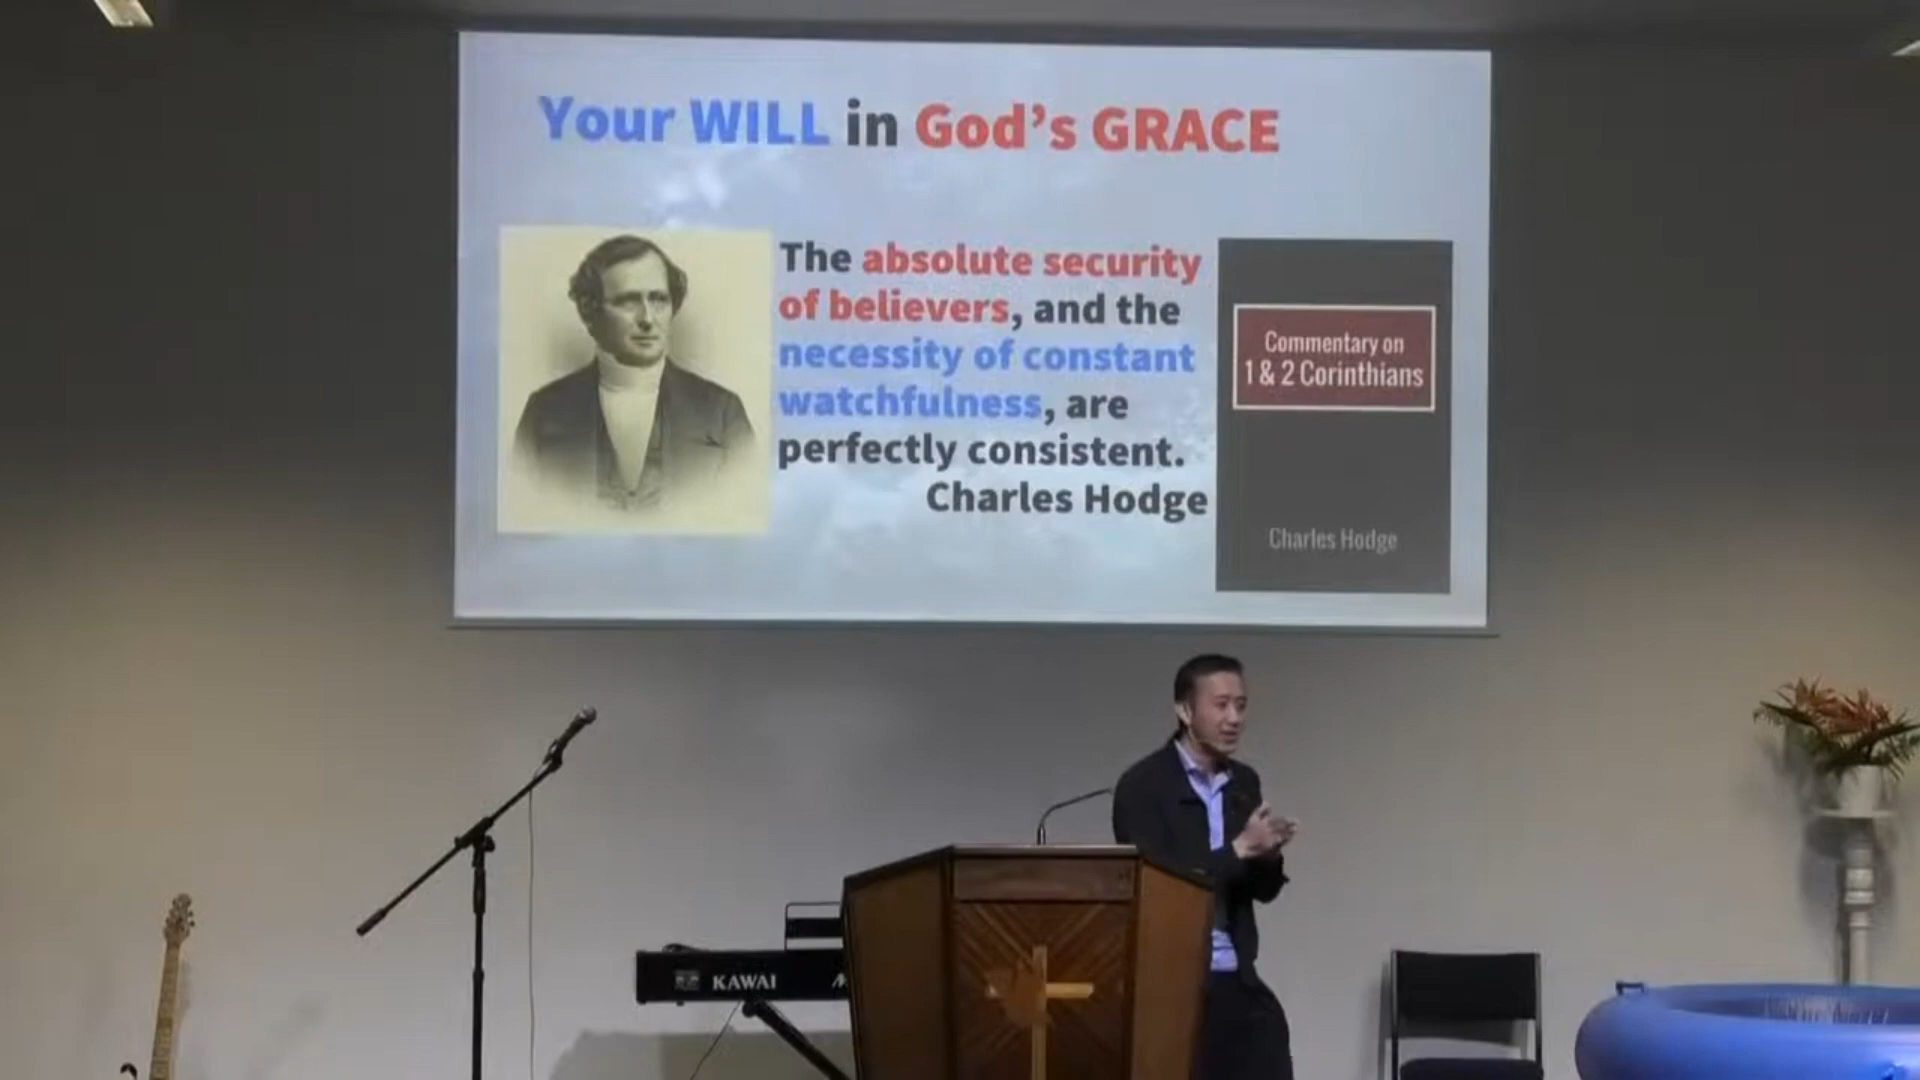 Your WILL in God's GRACE
The absolute security
of believers, and the
necessity of constant
watchfulness, are
perfectly consistent.
Charles Hodge
Commentary on
1 & 2 Corinthians
Charles Hodge
KAWAI